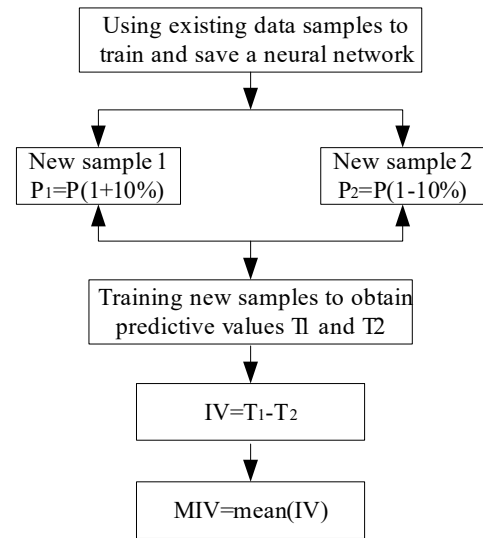 Using existing data samples to
train and save a neural network
New sample 1
P₁=P(1+10%)
New sample 2
P₂=P(1-10%)
Training new samples to obtain
predictive values T1 and T2
IV=T₁-T₂
MIV=mean(IV)